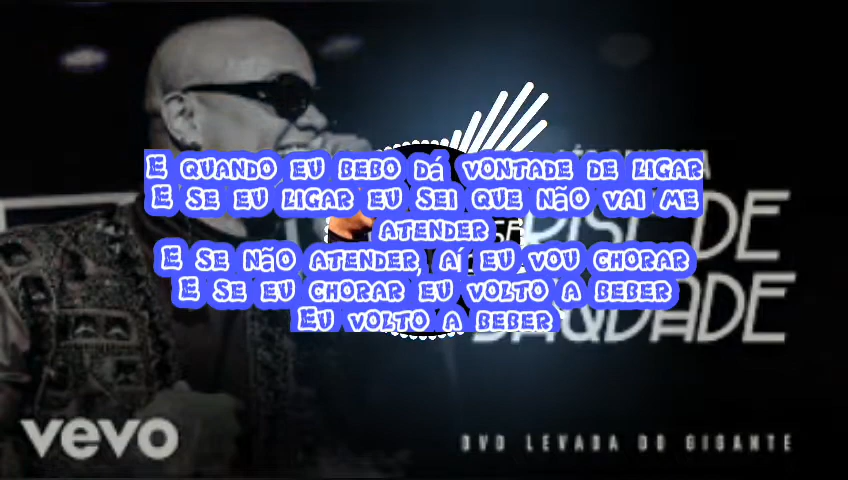 E quando eu bebo dá vontade de ligar
E se eu ligar eu sei que não vai me
atender
E se não atender, aí eu vou chorar
E se eu chorar eu volto a beber
Eu volto a beber
DE
vevo
DVD LEVADA DO GIGANTE